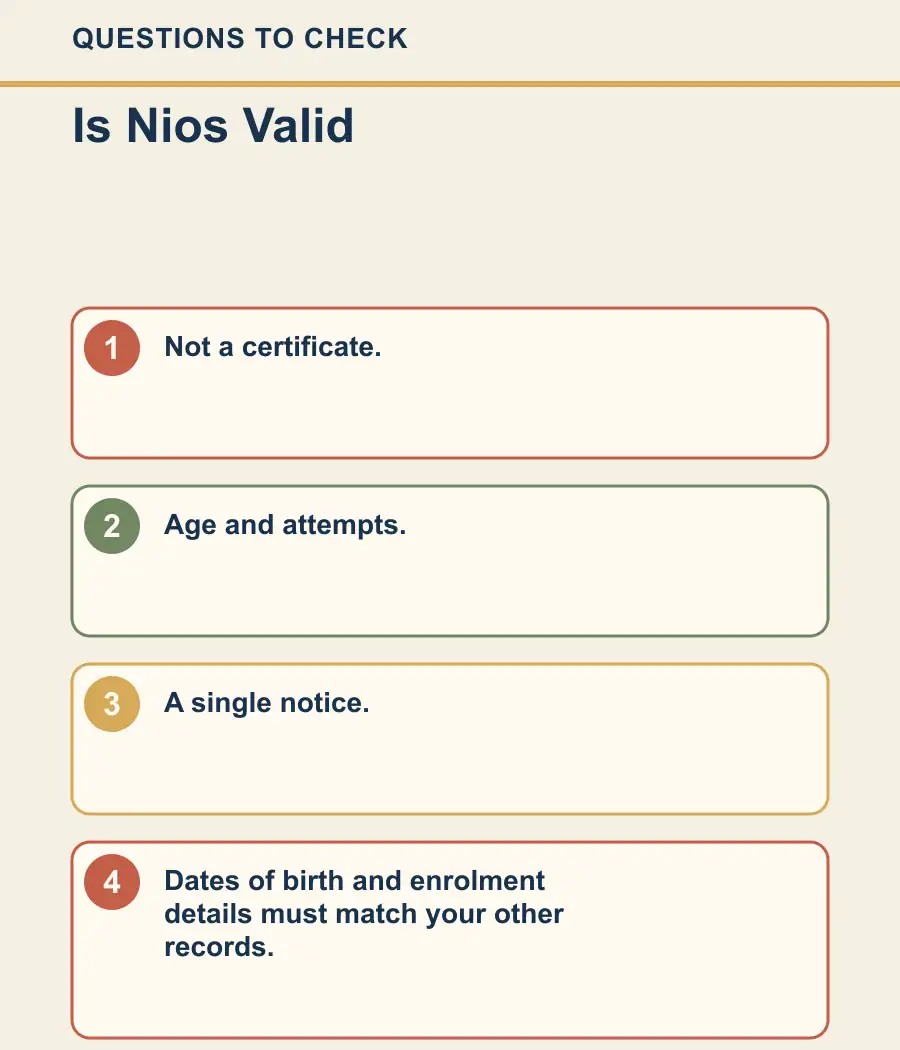 QUESTIONS TO CHECK
Is Nios Valid
1
Not a certificate.
2
Age and attempts.
3
A single notice.
4
Dates of birth and enrolment
details must match your other
records.